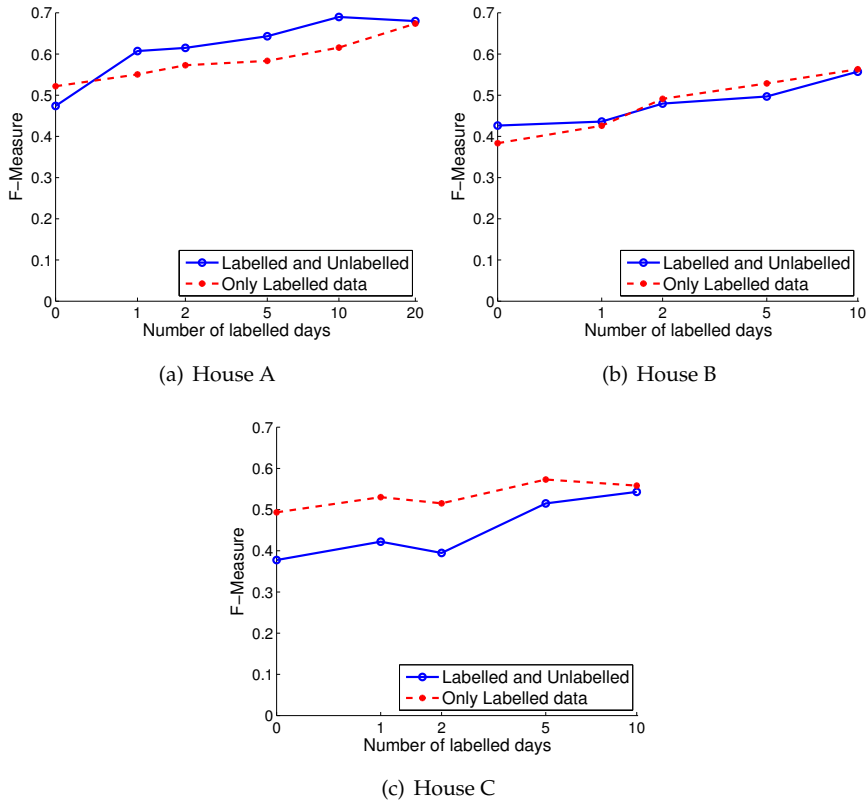 0.7
0.6
0.5
0.4
0.3
0.2
0.1
0
F−Measure
Labelled and Unlabelled
Only Labelled data
0 1 2 5 10 20
Number of labelled days
(a) House A
0.7
0.6
0.5
0.4
0.3
0.2
0.1
0
F−Measure
Labelled and Unlabelled
Only Labelled data
0 1 2 5 10
Number of labelled days
(b) House B
0.7
0.6
0.5
0.4
0.3
0.2
0.1
0
F−Measure
Labelled and Unlabelled
Only Labelled data
0 1 2 5 10
Number of labelled days
(c) House C